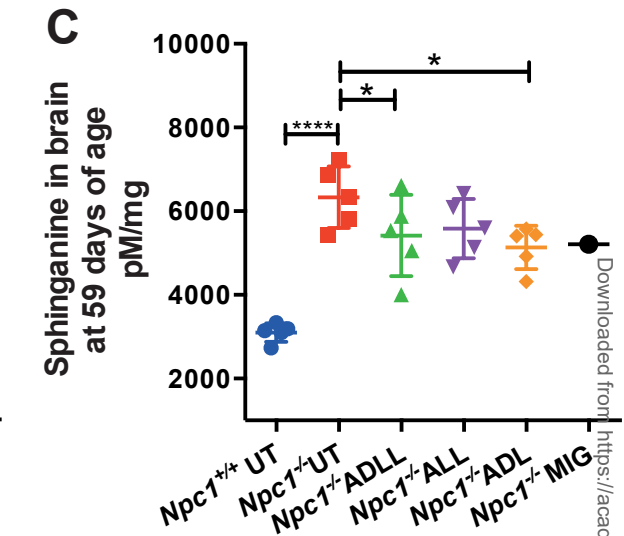 C
Sphinganine in brain
at 59 days of age
pM/mg
10000
8000
6000
4000
2000
****
*
*
Npc1+/+ UT
Npc1-/-UT
Npc1-/-ADLL
Npc1-/-ALL
Npc1-/-ADL
Npc1-/- MIG
Downloaded from https://acac